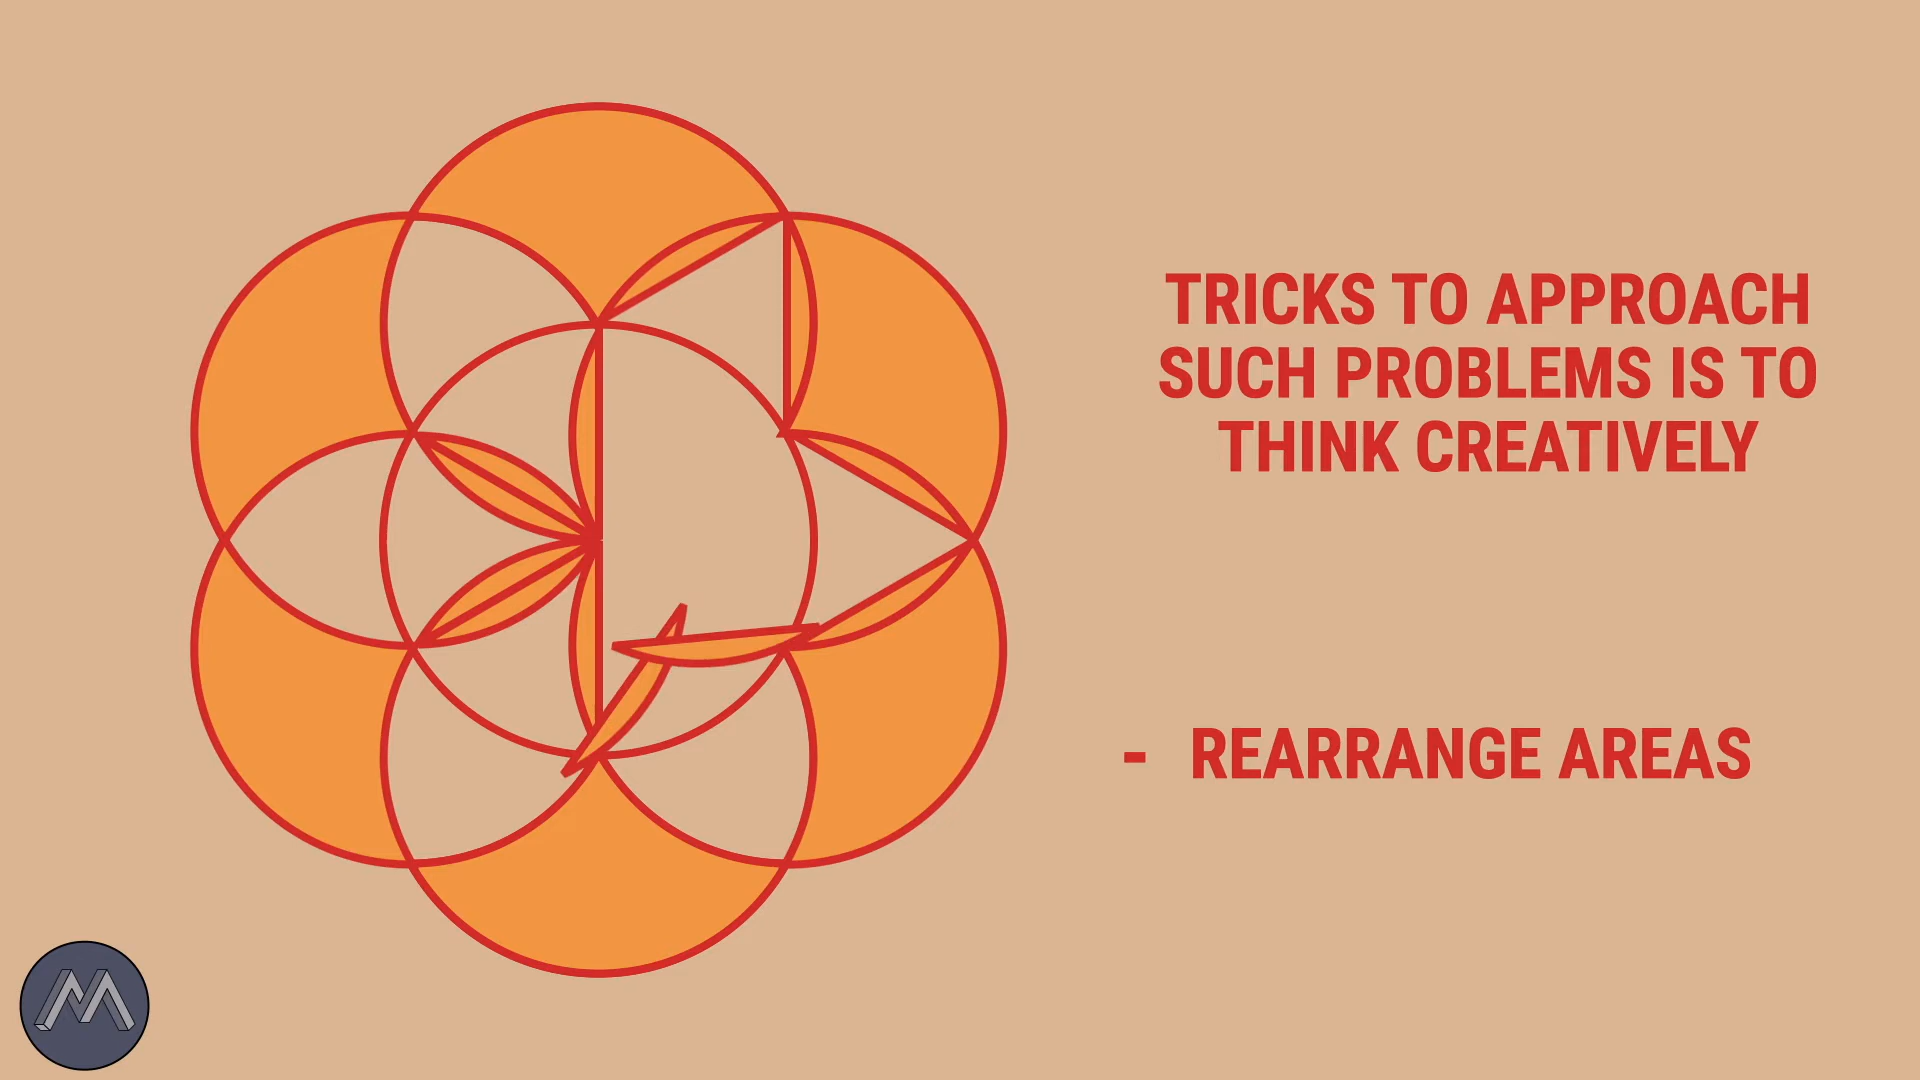 TRICKS TO APPROACH
SUCH PROBLEMS IS TO
THINK CREATIVELY
- REARRANGE AREAS
M